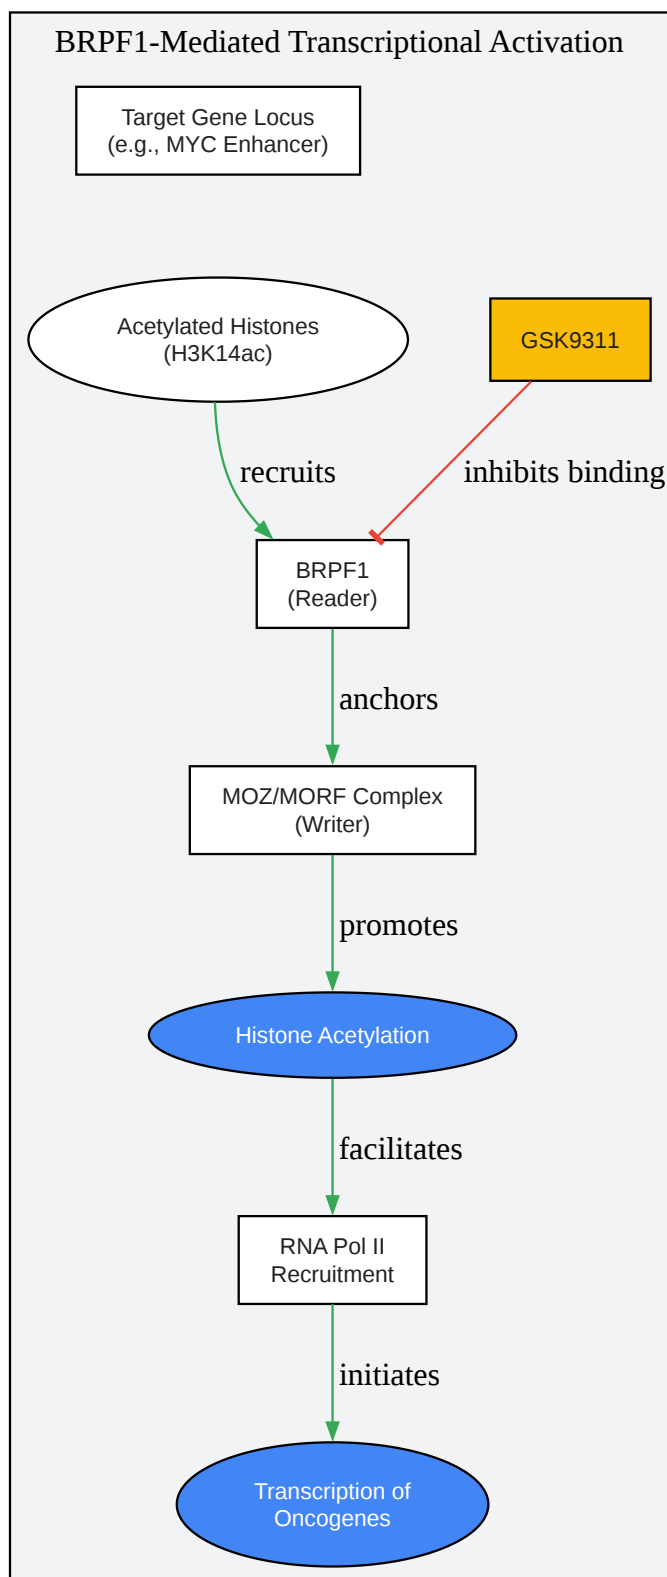 BRPF1-Mediated Transcriptional Activation
Target Gene Locus
(e.g., MYC Enhancer)
Acetylated Histones
(H3K14ac)
GSK9311
recruits
inhibits binding
BRPF1
(Reader)
anchors
MOZ/MORF Complex
(Writer)
promotes
Histone Acetylation
facilitates
RNA Pol II
Recruitment
initiates
Transcription of
Oncogenes